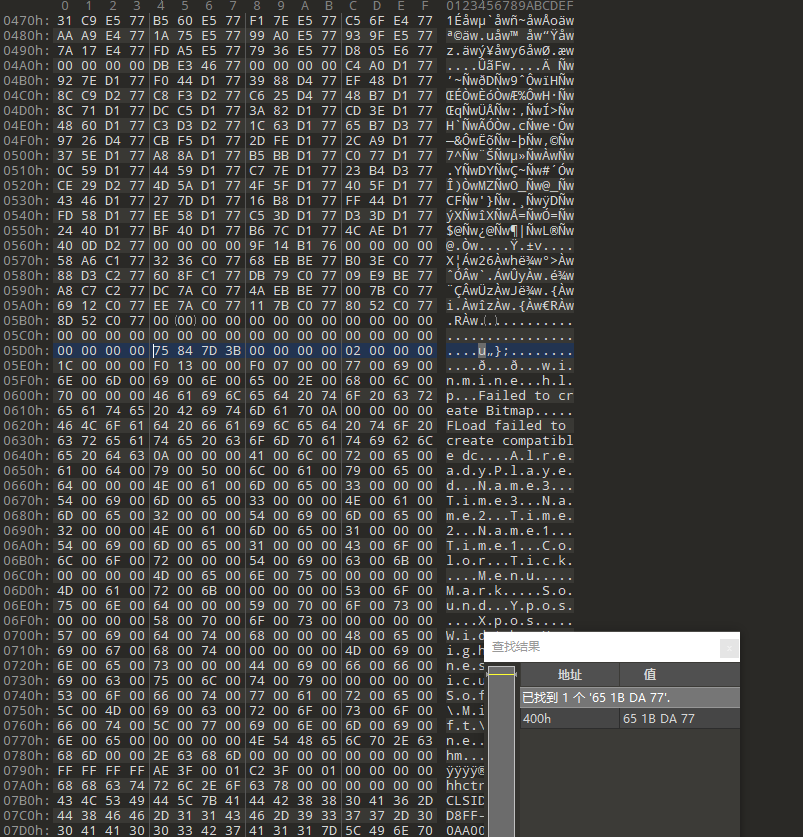 0 1 2 3 4 5 6 7 8 9 A B C D E F 0123456789ABCDEF
0470h: 31 C9 E5 77 B5 60 E5 77 F1 7E E5 77 C5 6F E4 77 1Éåwµ`åwñ~åwÅoäw
0480h: AA A9 E4 77 1A 75 E5 77 99 A0 E5 77 93 9F E5 77 ª©äw.uåw™ åw“Ÿåw
0490h: 7A 17 E4 77 FD A5 E5 77 79 36 E5 77 D8 05 E6 77 z.äwý¥åwy6åwØ.æw
04A0h: 00 00 00 00 DB E3 46 77 00 00 00 00 C4 A0 D1 77 ....ÛãFw....Ä Ñw
04B0h: 92 7E D1 77 F0 44 D1 77 39 88 D4 77 EF 48 D1 77 ’~ÑwðDÑw9ˆÔwïHÑw
04C0h: 8C C9 D2 77 C8 F3 D2 77 C6 25 D4 77 48 B7 D1 77 ŒÉÒwÈóÒwÆ%ÔwH·Ñw
04D0h: 8C 71 D1 77 DC C5 D1 77 3A 82 D1 77 CD 3E D1 77 ŒqÑwÜÅÑw:‚ÑwÍ>Ñw
04E0h: 48 60 D1 77 C3 D3 D2 77 1C 63 D1 77 65 B7 D3 77 H`ÑwÃÓÒw.cÑwe·Ów
04F0h: 97 26 D4 77 CB F5 D1 77 2D FE D1 77 2C A9 D1 77 —&ÔwËõÑw-þÑw,©Ñw
0500h: 37 5E D1 77 A8 8A D1 77 B5 BB D1 77 C0 77 D1 77 7^Ñw¨ŠÑwµ»ÑwÀwÑw
0510h: 0C 59 D1 77 44 59 D1 77 C7 7E D1 77 23 B4 D3 77 .YÑwDYÑwÇ~Ñw#´Ów
0520h: CE 29 D2 77 4D 5A D1 77 4F 5F D1 77 40 5F D1 77 Î)ÒwMZÑwO_Ñw@_Ñw
0530h: 43 46 D1 77 27 7D D1 77 16 B8 D1 77 FF 44 D1 77 CFÑw'}Ñw.¸ÑwÿDÑw
0540h: FD 58 D1 77 EE 58 D1 77 C5 3D D1 77 D3 3D D1 77 ýXÑwîXÑwÅ=ÑwÓ=Ñw
0550h: 24 40 D1 77 BF 40 D1 77 B6 7C D1 77 4C AE D1 77 $@Ñw¿@Ñw¶|ÑwL®Ñw
0560h: 40 0D D2 77 00 00 00 00 9F 14 B1 76 00 00 00 00 @.Òw....Ÿ.±v....
0570h: 58 A6 C1 77 32 36 C0 77 68 EB BE 77 B0 3E C0 77 X¦Áw26Àwhë¾w°>Àw
0580h: 88 D3 C2 77 60 8F C1 77 DB 79 C0 77 09 E9 BE 77 ˆÓÂw`.ÁwÛyÀw.é¾w
0590h: A8 C7 C2 77 DC 7A C0 77 4A EB BE 77 00 7B C0 77 ¨ÇÂwÜzÀwJë¾w.{Àw
05A0h: 69 12 C0 77 EE 7A C0 77 11 7B C0 77 80 52 C0 77 i.ÀwîzÀw.{Àw€RÀw
05B0h: 8D 52 C0 77 00 00 00 00 00 00 00 00 00 00 00 00 .RÀw............
05C0h: 00 00 00 00 00 00 00 00 00 00 00 00 00 00 00 00 ................
05D0h: 00 00 00 00 75 84 7D 3B 00 00 00 00 02 00 00 00 ....u„};........
05E0h: 1C 00 00 00 F0 13 00 00 F0 07 00 00 77 00 69 00 ....ð...ð...w.i.
05F0h: 6E 00 6D 00 69 00 6E 00 65 00 2E 00 68 00 6C 00 n.m.i.n.e...h.l.
0600h: 70 00 00 00 46 61 69 6C 65 64 20 74 6F 20 63 72 p...Failed to cr
0610h: 65 61 74 65 20 42 69 74 6D 61 70 0A 00 00 00 00 eate Bitmap.....
0620h: 46 4C 6F 61 64 20 66 61 69 6C 65 64 20 74 6F 20 FLoad failed to
0630h: 63 72 65 61 74 65 20 63 6F 6D 70 61 74 69 62 6C create compatibl
0640h: 65 20 64 63 0A 00 00 00 41 00 6C 00 72 00 65 00 e dc....A.l.r.e.
0650h: 61 00 64 00 79 00 50 00 6C 00 61 00 79 00 65 00 a.d.y.P.l.a.y.e.
0660h: 64 00 00 00 4E 00 61 00 6D 00 65 00 33 00 00 00 d...N.a.m.e.3...
0670h: 54 00 69 00 6D 00 65 00 33 00 00 00 4E 00 61 00 T.i.m.e.3...N.a.
0680h: 6D 00 65 00 32 00 00 00 54 00 69 00 6D 00 65 00 m.e.2...T.i.m.e.
0690h: 32 00 00 00 4E 00 61 00 6D 00 65 00 31 00 00 00 2...N.a.m.e.1...
06A0h: 54 00 69 00 6D 00 65 00 31 00 00 00 43 00 6F 00 T.i.m.e.1...C.o.
06B0h: 6C 00 6F 00 72 00 00 00 54 00 69 00 63 00 6B 00 l.o.r...T.i.c.k.
06C0h: 00 00 00 00 4D 00 65 00 6E 00 75 00 00 00 00 00 ....M.e.n.u.....
06D0h: 4D 00 61 00 72 00 6B 00 00 00 00 00 53 00 6F 00 M.a.r.k.....S.o.
06E0h: 75 00 6E 00 64 00 00 00 59 00 70 00 6F 00 73 00 u.n.d...Y.p.o.s.
06F0h: 00 00 00 00 58 00 70 00 6F 00 73 00 00 00 00 00 ....X.p.o.s.....
0700h: 57 00 69 00 64 00 74 00 68 00 00 00 48 00 65 00 W.i.d
0710h: 69 00 67 00 68 00 74 00 00 00 00 00 4D 00 69 00 i.g.h
0720h: 6E 00 65 00 73 00 00 00 44 00 69 00 66 00 66 00 n.e.s
0730h: 69 00 63 00 75 00 6C 00 74 00 79 00 00 00 00 00 i.c.u
0740h: 53 00 6F 00 66 00 74 00 77 00 61 00 72 00 65 00 S.o.f
0750h: 5C 00 4D 00 69 00 63 00 72 00 6F 00 73 00 6F 00 \.M.i
0760h: 66 00 74 00 5C 00 77 00 69 00 6E 00 6D 00 69 00 f.t.\
0770h: 6E 00 65 00 00 00 00 00 4E 54 48 65 6C 70 2E 63 n.e..
0780h: 68 6D 00 00 2E 63 68 6D 00 00 00 00 00 00 00 00 hm...
0790h: FF FF FF FF AE 3F 00 01 C2 3F 00 01 00 00 00 00 ÿÿÿÿ®
07A0h: 68 68 63 74 72 6C 2E 6F 63 78 00 00 00 00 00 00 hhctr
07B0h: 43 4C 53 49 44 5C 7B 41 44 42 38 38 30 41 36 2D CLSID
07C0h: 44 38 46 46 2D 31 31 43 46 2D 39 33 37 37 2D 30 D8FF-
07D0h: 30 41 41 30 30 33 42 37 41 31 31 7D 5C 49 6E 70 0AA00
查找结果
地址 值
已找到 1 个 '65 1B DA 77'.
400h 65 1B DA 77